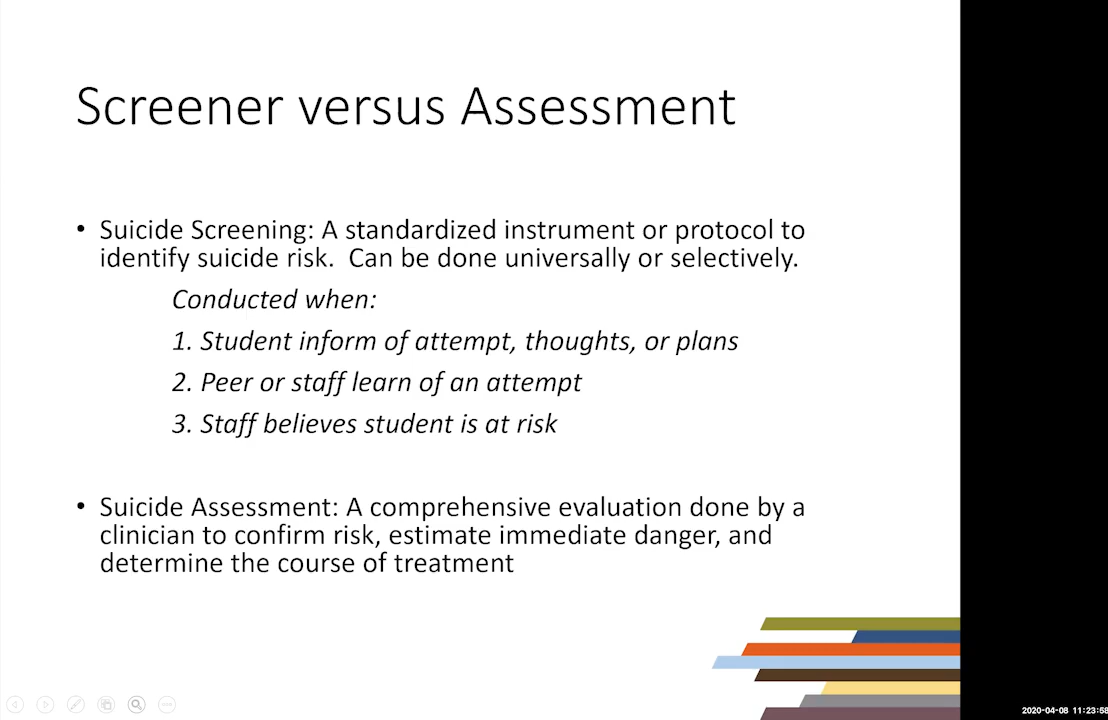 Screener versus Assessment
• Suicide Screening: A standardized instrument or protocol to
identify suicide risk.  Can be done universally or selectively.
Conducted when:
1. Student inform of attempt, thoughts, or plans
2. Peer or staff learn of an attempt
3. Staff believes student is at risk
• Suicide Assessment: A comprehensive evaluation done by a
clinician to confirm risk, estimate immediate danger, and
determine the course of treatment
2020-04-08 11:23:58